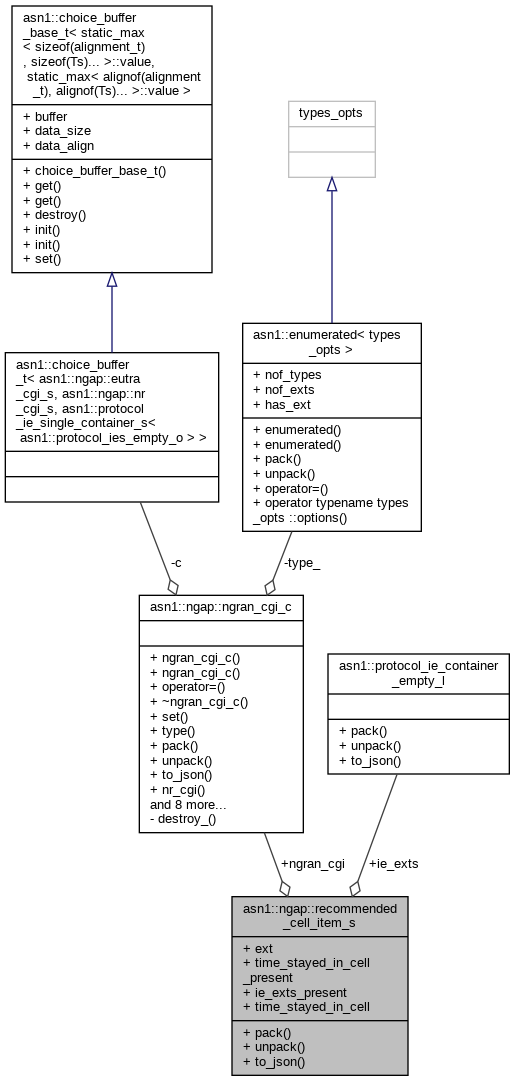 asn1::choice_buffer
_base_t< static_max
< sizeof(alignment_t)
, sizeof(Ts)... >::value,
static_max< alignof(alignment
_t), alignof(Ts)... >::value >
+ buffer
+ data_size
+ data_align
+ choice_buffer_base_t()
+ get()
+ get()
+ destroy()
+ init()
+ init()
+ set()
types_opts
asn1::choice_buffer
_t< asn1::ngap::eutra
_cgi_s, asn1::ngap::nr
_cgi_s, asn1::protocol
_ie_single_container_s<
asn1::protocol_ies_empty_o > >
asn1::enumerated< types
_opts >
+ nof_types
+ nof_exts
+ has_ext
+ enumerated()
+ enumerated()
+ pack()
+ unpack()
+ operator=()
+ operator typename types
_opts ::options()
-c
-type_
asn1::ngap::ngran_cgi_c
+ ngran_cgi_c()
+ ngran_cgi_c()
+ operator=()
+ ~ngran_cgi_c()
+ set()
+ type()
+ pack()
+ unpack()
+ to_json()
+ nr_cgi()
and 8 more...
- destroy_()
asn1::protocol_ie_container
_empty_l
+ pack()
+ unpack()
+ to_json()
+ngran_cgi
+ie_exts
asn1::ngap::recommended
_cell_item_s
+ ext
+ time_stayed_in_cell
_present
+ ie_exts_present
+ time_stayed_in_cell
+ pack()
+ unpack()
+ to_json()